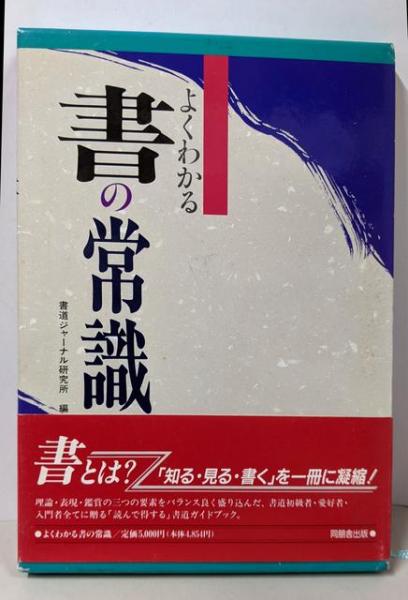 よくわかる
書の常識
書道ジャーナル研究所 編
書とは?「知る・見る・書く」を一冊に凝縮!
理論・表現・鑑賞の三つの要素をバランス良く盛り込んだ、書道初級者・愛好者・
入門者全てに贈る「読んで得する」書道ガイドブック。
●よくわかる書の常識/定価5,000円(本体4,854円) 同朋舎出版●